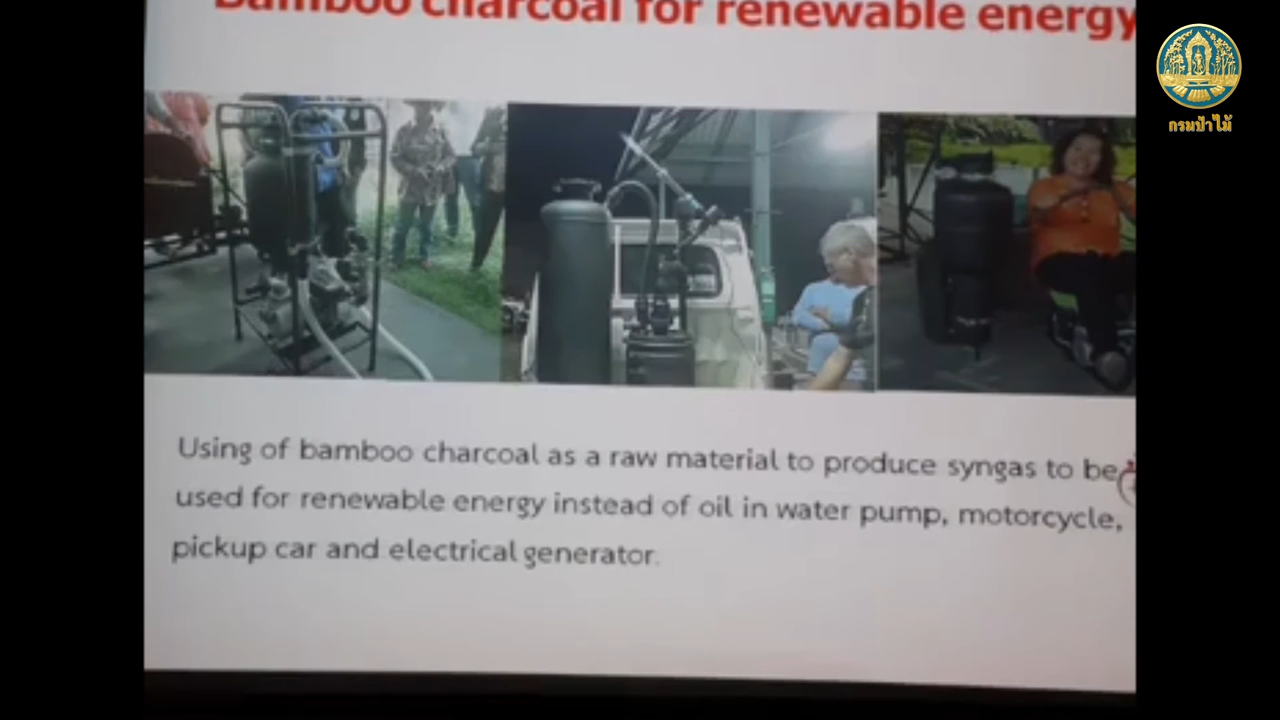 Bamboo charcoal for renewable energy
กรมป่าไม้
Using of bamboo charcoal as a raw material to produce syngas to be
used for renewable energy instead of oil in water pump, motorcycle,
pickup car and electrical generator.